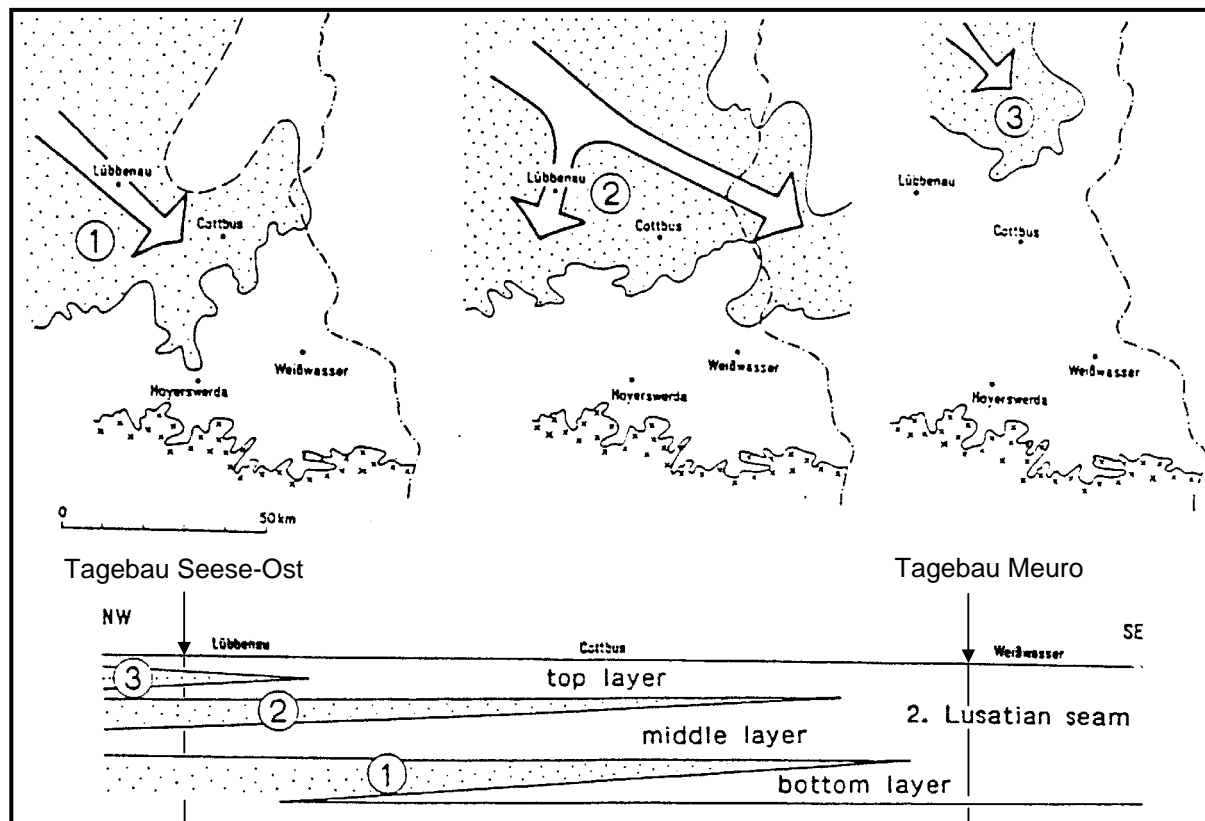 1
Lübbenau
Cottbus
Weißwasser
Hoyerswerda
0 50 km
2
Lübbenau
Cottbus
Weißwasser
Hoyerswerda
3
Lübbenau
Cottbus
Weißwasser
Hoyerswerda
Tagebau Seese-Ost
Tagebau Meuro
NW
SE
Lübbenau
Cottbus
Weißwasser
3
top layer
2
2. Lusatian seam
middle layer
1
bottom layer